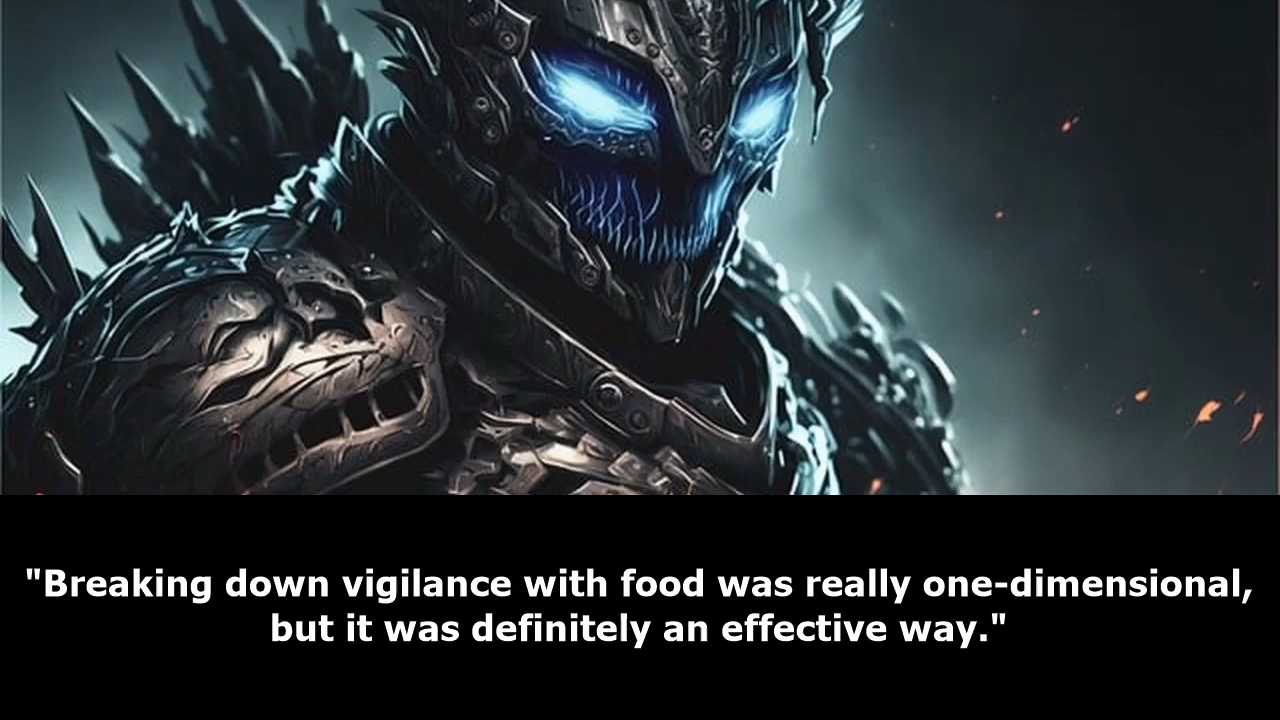 "Breaking down vigilance with food was really one-dimensional,
but it was definitely an effective way."